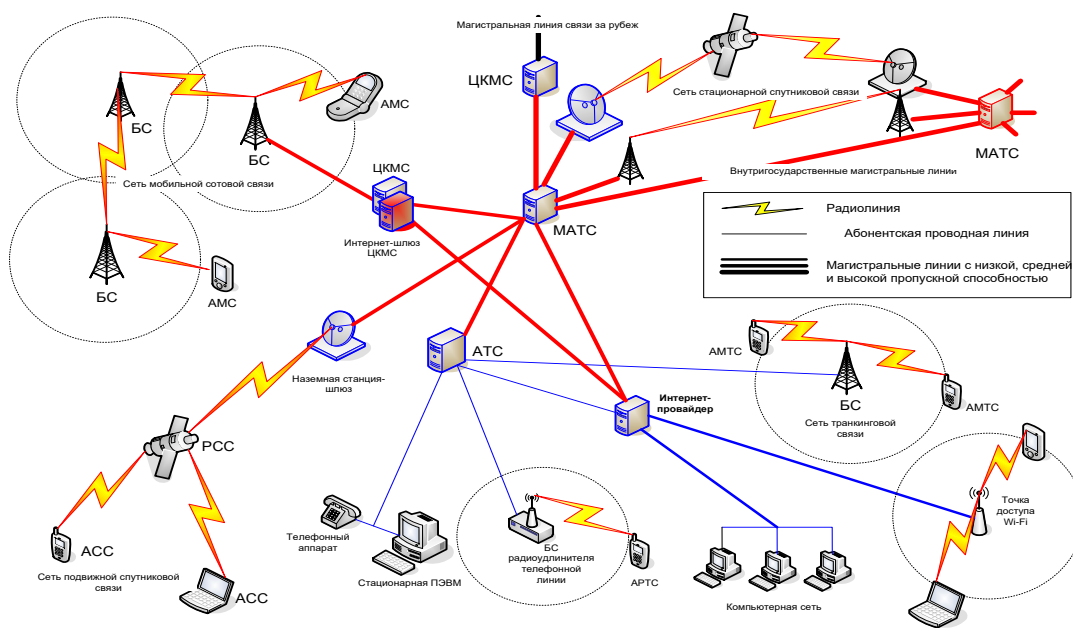 Магистральная линия связи за рубеж
ЦКМС
Сеть стационарной спутниковой связи
МАТС
АМС
БС
БС
Сеть мобильной сотовой связи
ЦКМС
Внутригосударственные магистральные линии
МАТС
Интернет-шлюз
ЦКМС
Радиолиния
Абонентская проводная линия
Магистральные линии с низкой, средней
и высокой пропускной способностью
БС
АМС
АТС
АМТС
Наземная станция-
шлюз
Интернет-
провайдер
БС
АМТС
Сеть транкинговой
связи
РСС
Точка
доступа
Wi-Fi
Телефонный
аппарат
АСС
БС
радиоудлинителя
телефонной
линии
АРТС
Сеть подвижной спутниковой
связи
АСС
Стационарная ПЭВМ
Компьютерная сеть